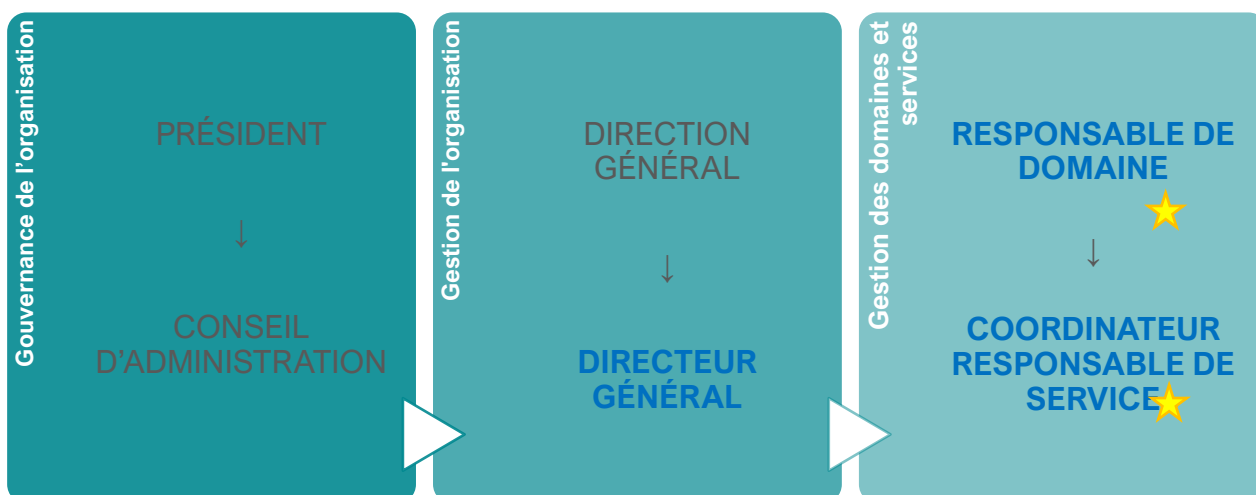 Gouvernance de l'organisation
PRÉSIDENT
↓
CONSEIL
D'ADMINISTRATION
Gestion de l'organisation
DIRECTION
GÉNÉRAL
↓
DIRECTEUR
GÉNÉRAL
Gestion des domaines et
services
RESPONSABLE DE
DOMAINE
↓
COORDINATEUR
RESPONSABLE DE
SERVICE